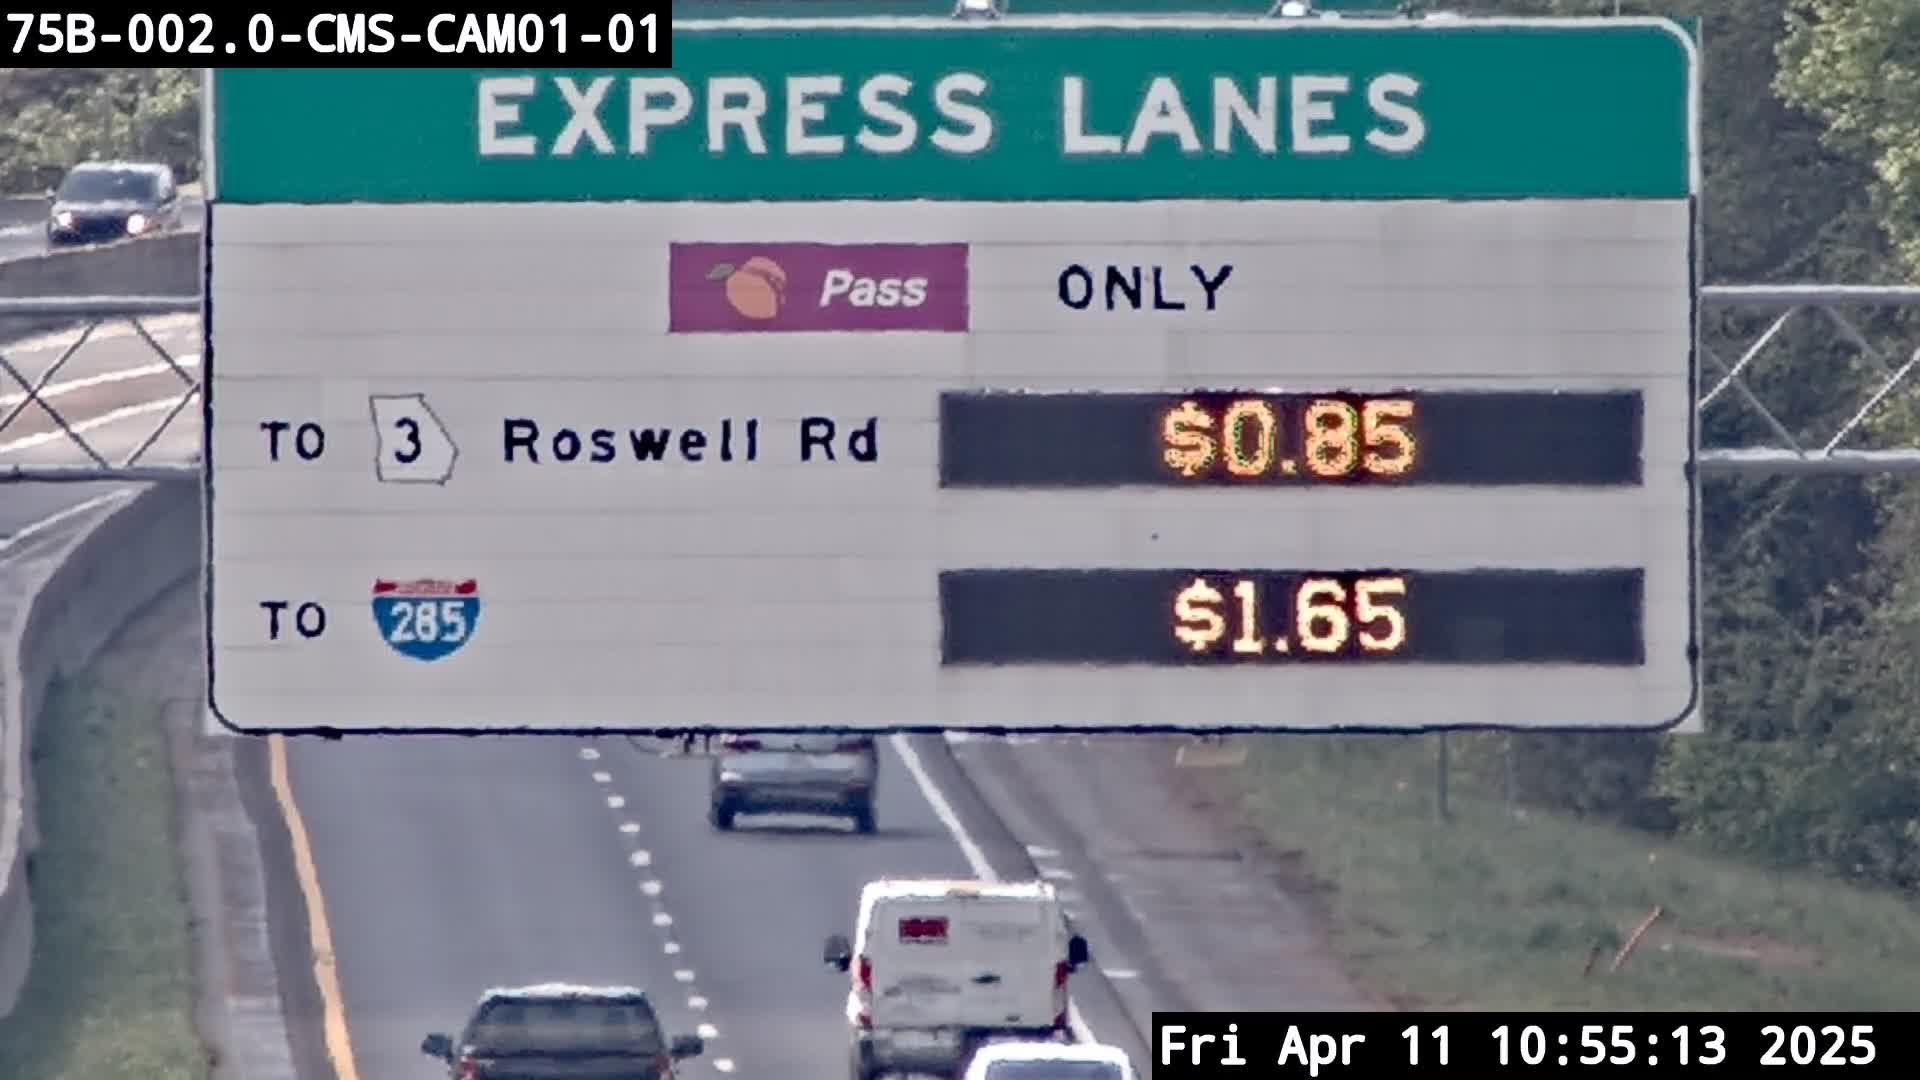 75B-002.0-CMS-CAM01-01
EXPRESS LANES
Pass ONLY
TO 3 Roswell Rd $0.85
TO 285 $1.65
Fri Apr 11 10:55:13 2025